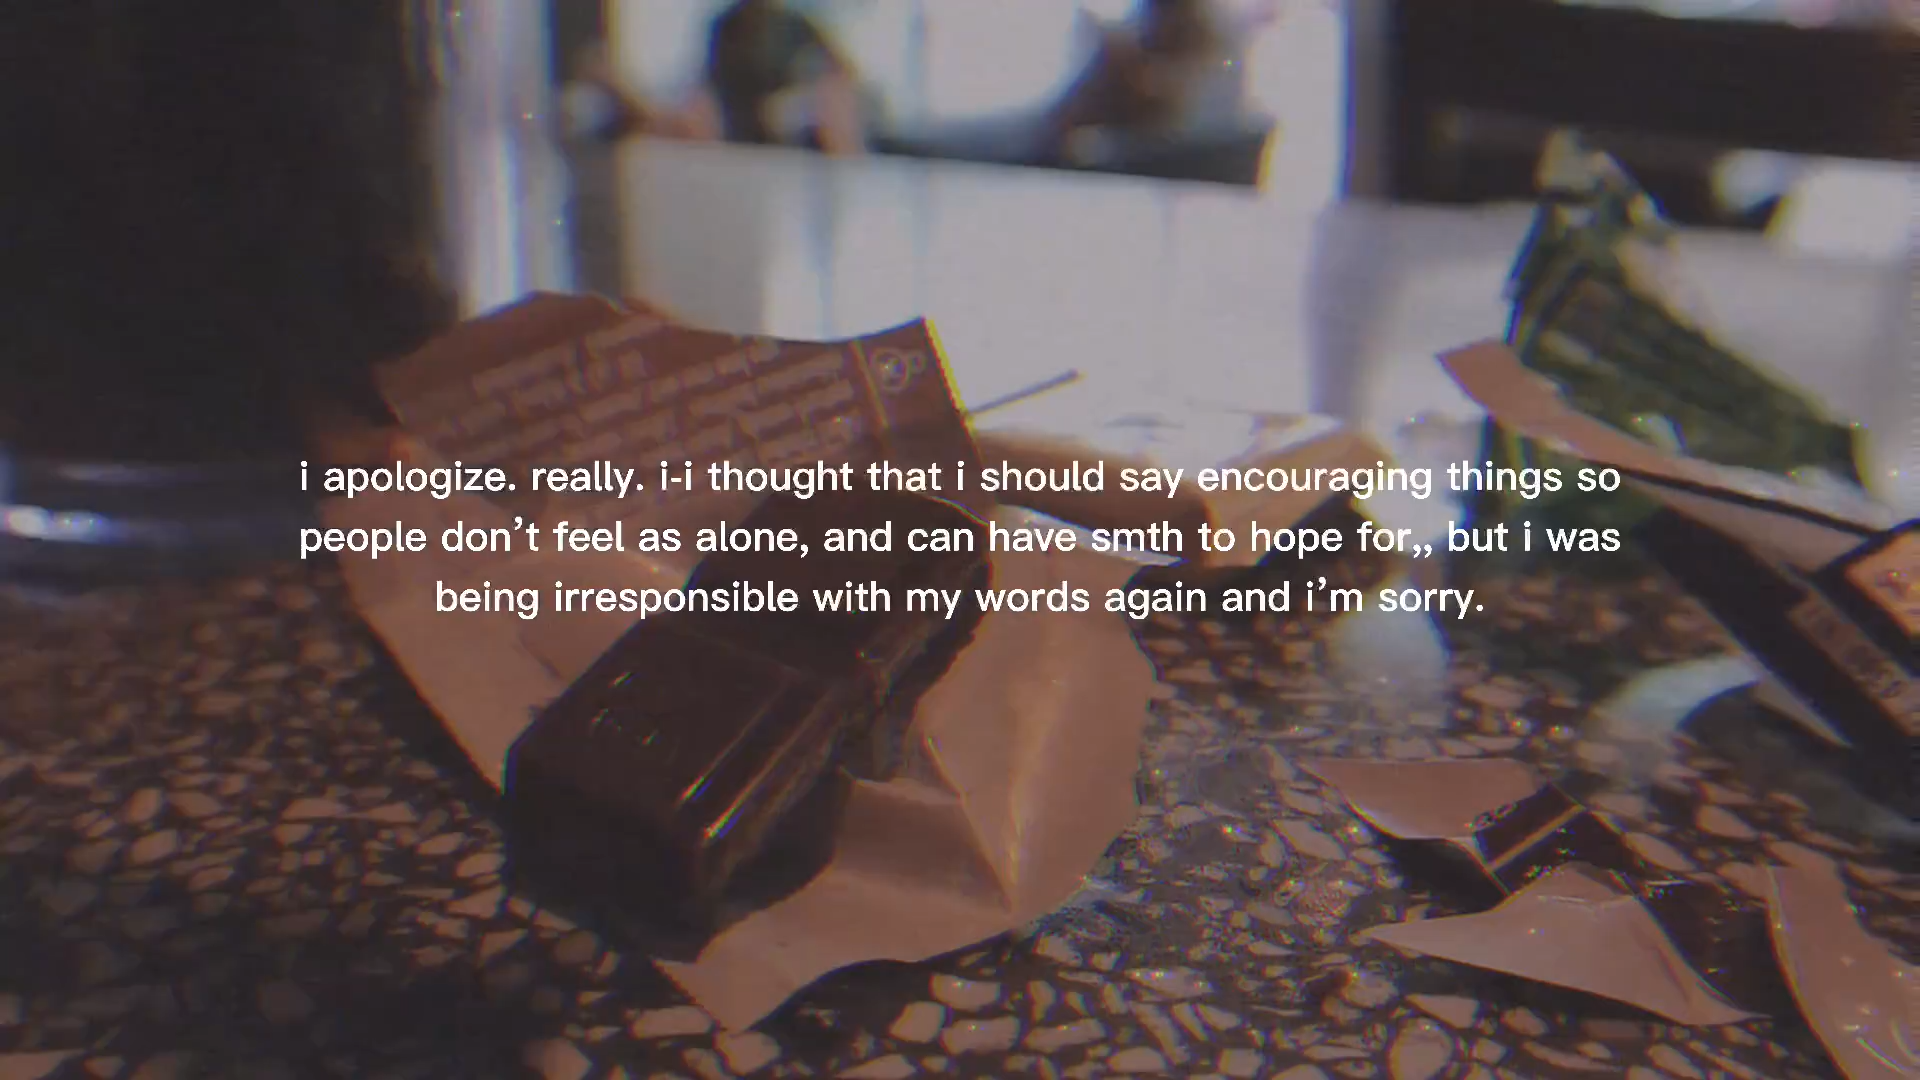 i apologize. really. i-i thought that i should say encouraging things so
people don’t feel as alone, and can have smth to hope for,, but i was
being irresponsible with my words again and i’m sorry.